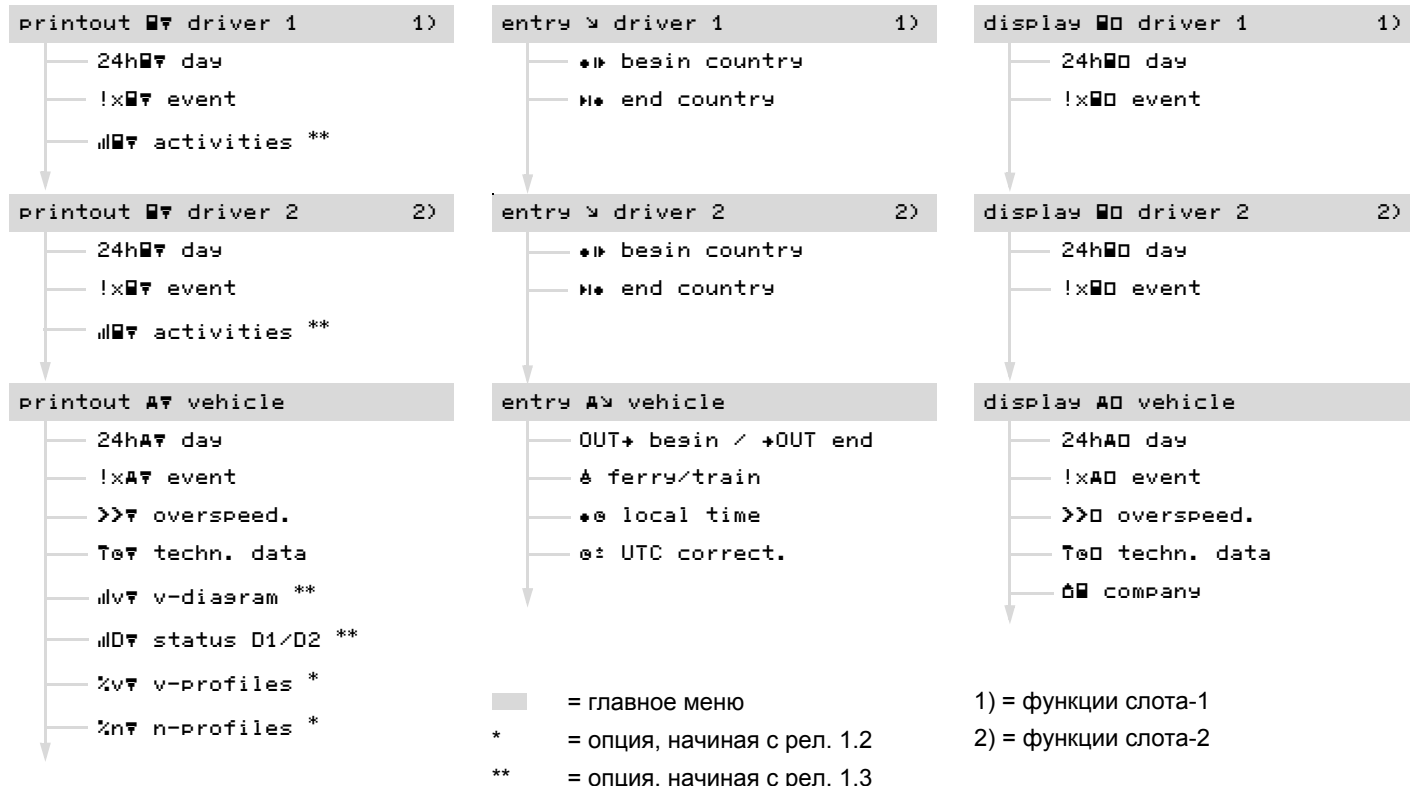 printout driver 1 1)
24h day
!x event
activities **
printout driver 2 2)
24h day
!x event
activities **
printout vehicle
24h day
!x event
>> overspeed.
techn. data
v v-diagram **
D status D1/D2 **
%v v-profiles *
%n n-profiles *
entry driver 1 1)
begin country
end country
entry driver 2 2)
begin country
end country
entry vehicle
OUT begin / OUT end
ferry/train
local time
UTC correct.
display driver 1 1)
24h day
!x event
display driver 2 2)
24h day
!x event
display vehicle
24h day
!x event
>> overspeed.
techn. data
company
= главное меню
* = опция, начиная с рел. 1.2
** = опция, начиная с рел. 1.3
1) = функции слота-1
2) = функции слота-2